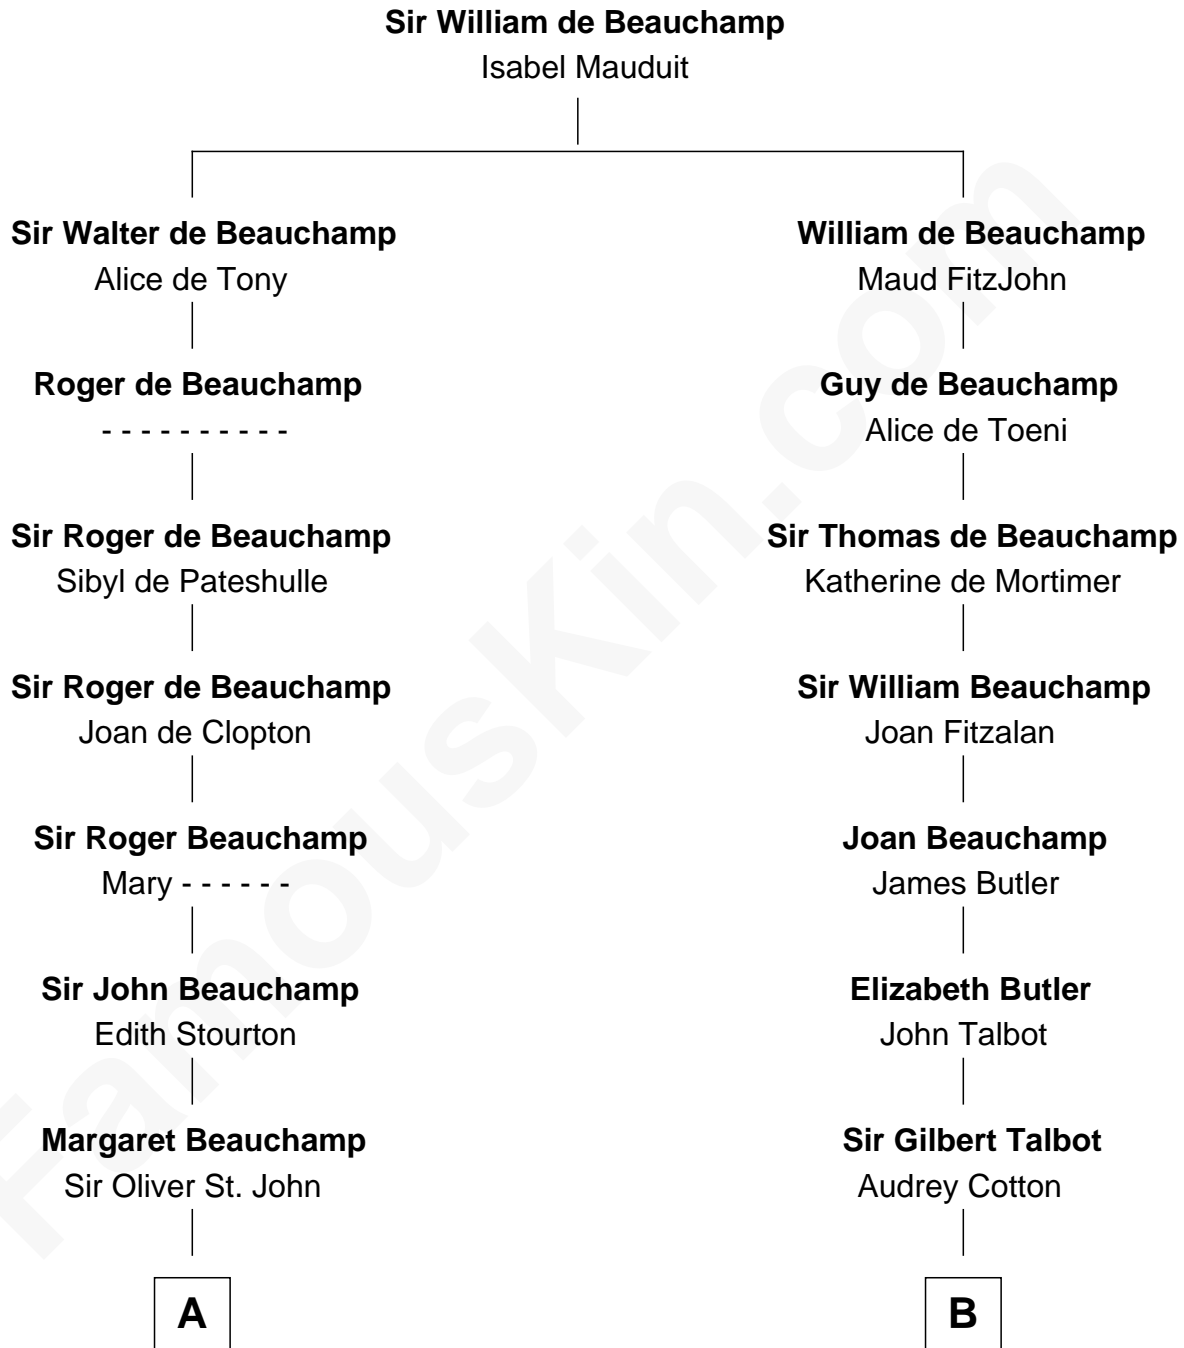 Sir William de Beauchamp
Isabel Mauduit
Sir Walter de Beauchamp
Alice de Tony
Roger de Beauchamp
- - - - - - - - - -
Sir Roger de Beauchamp
Sibyl de Pateshulle
Sir Roger de Beauchamp
Joan de Clopton
Sir Roger Beauchamp
Mary - - - - - -
Sir John Beauchamp
Edith Stourton
Margaret Beauchamp
Sir Oliver St. John
A
William de Beauchamp
Maud FitzJohn
Guy de Beauchamp
Alice de Toeni
Sir Thomas de Beauchamp
Katherine de Mortimer
Sir William Beauchamp
Joan Fitzalan
Joan Beauchamp
James Butler
Elizabeth Butler
John Talbot
Sir Gilbert Talbot
Audrey Cotton
B
FamousKin.com